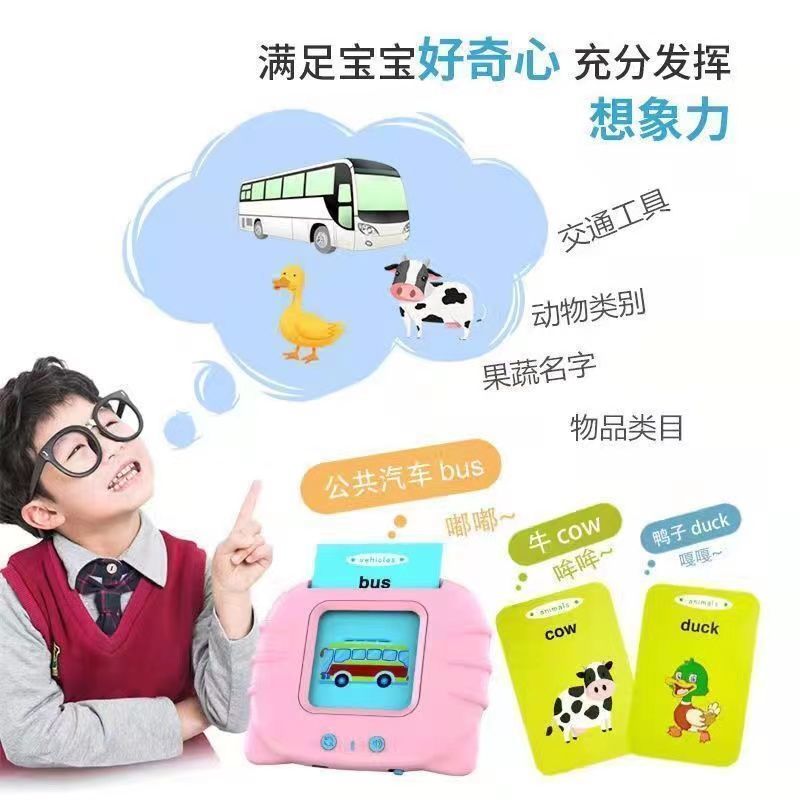 满足宝宝好奇心 充分发挥
想象力
交通工具
动物类别
果蔬名字
物品类目
公共汽车 bus
嘟嘟~
牛 cow
哞哞~
鸭子 duck
嘎嘎~
vehicles
bus
animals
cow
animals
duck